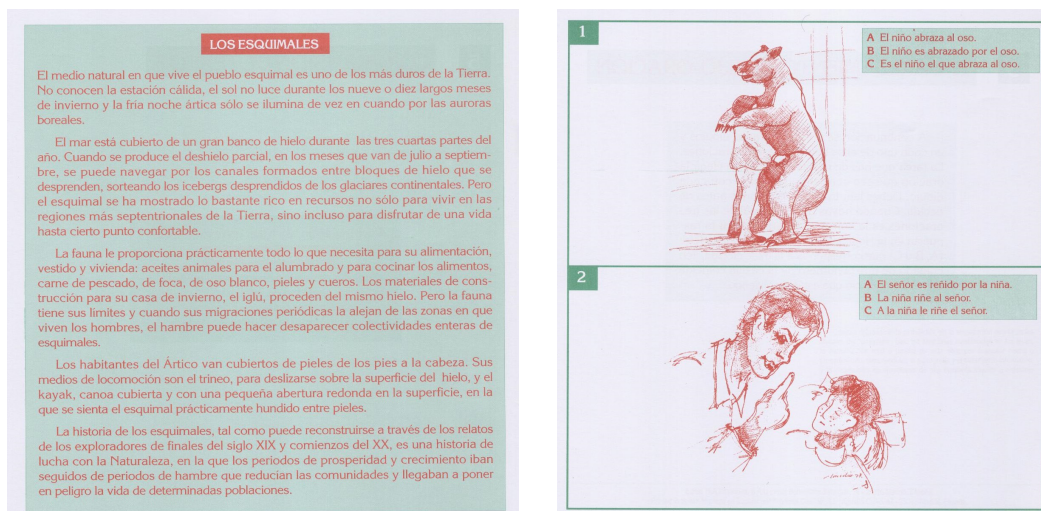 LOS ESQUIMALES
El medio natural en que vive el pueblo esquimal es uno de los más duros de la Tierra.
No conocen la estación cálida, el sol no luce durante los nueve o diez largos meses
de invierno y la fría noche ártica sólo se ilumina de vez en cuando por las auroras
boreales.
El mar está cubierto de un gran banco de hielo durante las tres cuartas partes del
año. Cuando se produce el deshielo parcial, en los meses que van de julio a septiem-
bre, se puede navegar por los canales formados entre bloques de hielo que se
desprenden, sorteando los icebergs desprendidos de los glaciares continentales. Pero
el esquimal se ha mostrado lo bastante rico en recursos no sólo para vivir en las
regiones más septentrionales de la Tierra, sino incluso para disfrutar de una vida
hasta cierto punto confortable.
La fauna le proporciona prácticamente todo lo que necesita para su alimentación,
vestido y vivienda: aceites animales para el alumbrado y para cocinar los alimentos,
carne de pescado, de foca, de oso blanco, pieles y cueros. Los materiales de cons-
trucción para su casa de invierno, el iglú, proceden del mismo hielo. Pero la fauna
tiene sus límites y cuando sus migraciones periódicas la alejan de las zonas en que
viven los hombres, el hambre puede hacer desaparecer colectividades enteras de
esquimales.
Los habitantes del Ártico van cubiertos de pieles de los pies a la cabeza. Sus
medios de locomoción son el trineo, para deslizarse sobre la superficie del hielo, y el
kayak, canoa cubierta y con una pequeña abertura redonda en la superficie, en la
que se sienta el esquimal prácticamente hundido entre pieles.
La historia de los esquimales, tal como puede reconstruirse a través de los relatos
de los exploradores de finales del siglo XIX y comienzos del XX, es una historia de
lucha con la Naturaleza, en la que los períodos de prosperidad y crecimiento iban
seguidos de períodos de hambre que reducían las comunidades y llegaban a poner
en peligro la vida de determinadas poblaciones.
1
A El niño abraza al oso.
B El niño es abrazado por el oso.
C Es el niño el que abraza al oso.
2
A El señor es reñido por la niña.
B La niña riñe al señor.
C A la niña le riñe el señor.